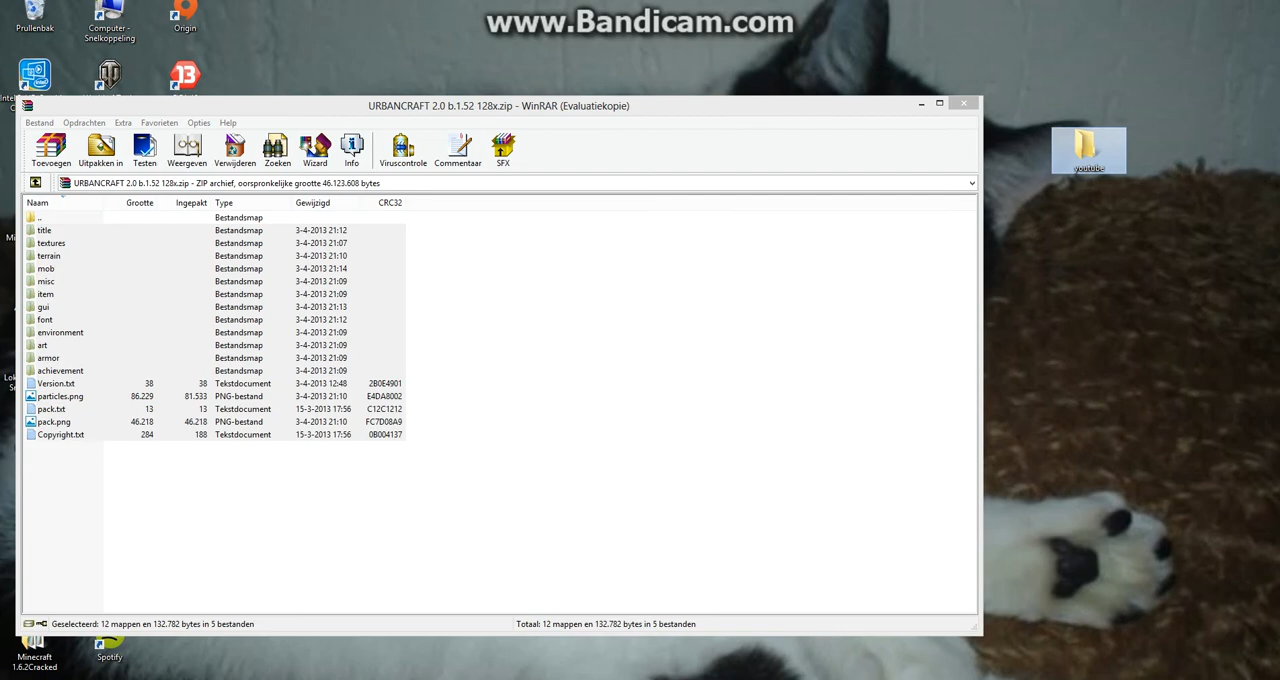 www.Bandicam.com
Prullenbak
Computer -
Snelkoppeling
Origin
URBANCRAFT 2.0 b.1.52 128x.zip - WinRAR (Evaluatiekopie)
Bestand Opdrachten Extra Favorieten Opties Help
Toevoegen Uitpakken in Testen Weergeven Verwijderen Zoeken Wizard Info Viruscontrole Commentaar SFX
URBANCRAFT 2.0 b.1.52 128x.zip - ZIP archief, oorspronkelijke grootte 46.123.608 bytes
Naam Grootte Ingepakt Type Gewijzigd CRC32
.. Bestandsmap
title Bestandsmap 3-4-2013 21:12
textures Bestandsmap 3-4-2013 21:07
terrain Bestandsmap 3-4-2013 21:10
mob Bestandsmap 3-4-2013 21:14
misc Bestandsmap 3-4-2013 21:09
item Bestandsmap 3-4-2013 21:09
gui Bestandsmap 3-4-2013 21:13
font Bestandsmap 3-4-2013 21:12
environment Bestandsmap 3-4-2013 21:09
art Bestandsmap 3-4-2013 21:09
armor Bestandsmap 3-4-2013 21:09
achievement Bestandsmap 3-4-2013 21:09
Version.txt 38 38 Tekstdocument 3-4-2013 12:48 2B0E4901
particles.png 86.229 81.533 PNG-bestand 3-4-2013 21:10 E4DA8002
pack.txt 13 13 Tekstdocument 15-3-2013 17:56 C12C1212
pack.png 46.218 46.218 PNG-bestand 3-4-2013 21:10 FC7D08A9
Copyright.txt 284 188 Tekstdocument 15-3-2013 17:56 0B004137
Geselecteerd: 12 mappen en 132.782 bytes in 5 bestanden
Totaal: 12 mappen en 132.782 bytes in 5 bestanden
youtube
Minecraft
1.6.2Cracked
Spotify
13